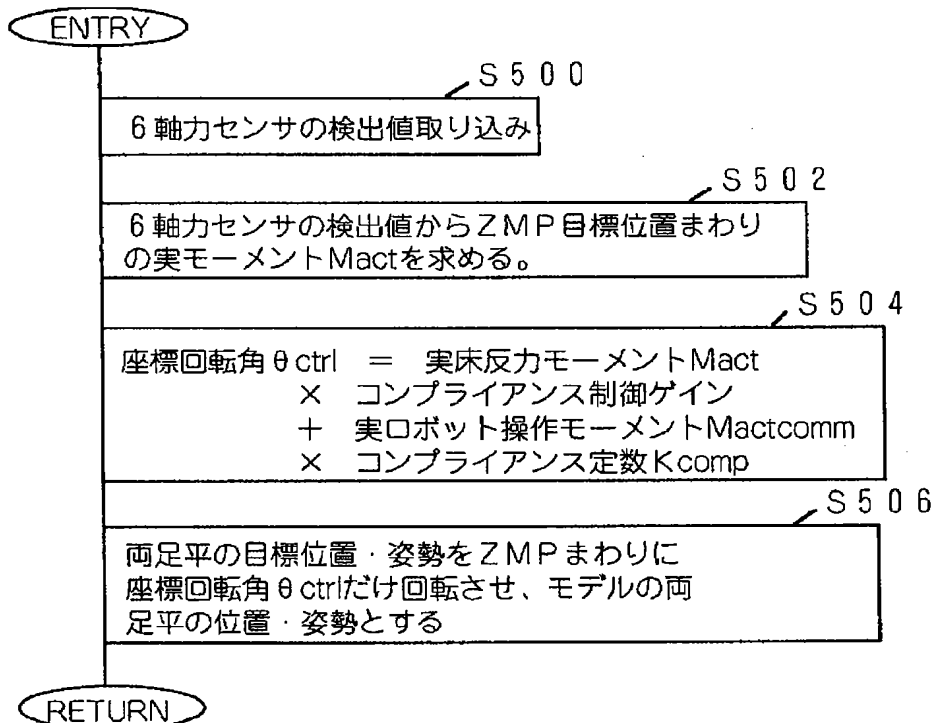 ENTRY
S500
6軸力センサの検出値取り込み
S502
6軸力センサの検出値からZMP目標位置まわり
の実モーメントMactを求める。
S504
座標回転角θctrl = 実床反力モーメントMact
× コンプライアンス制御ゲイン
+ 実ロボット操作モーメントMactcomm
× コンプライアンス定数Kcomp
S506
両足平の目標位置・姿勢をZMPまわりに
座標回転角θctrlだけ回転させ、モデルの両
足平の位置・姿勢とする
RETURN